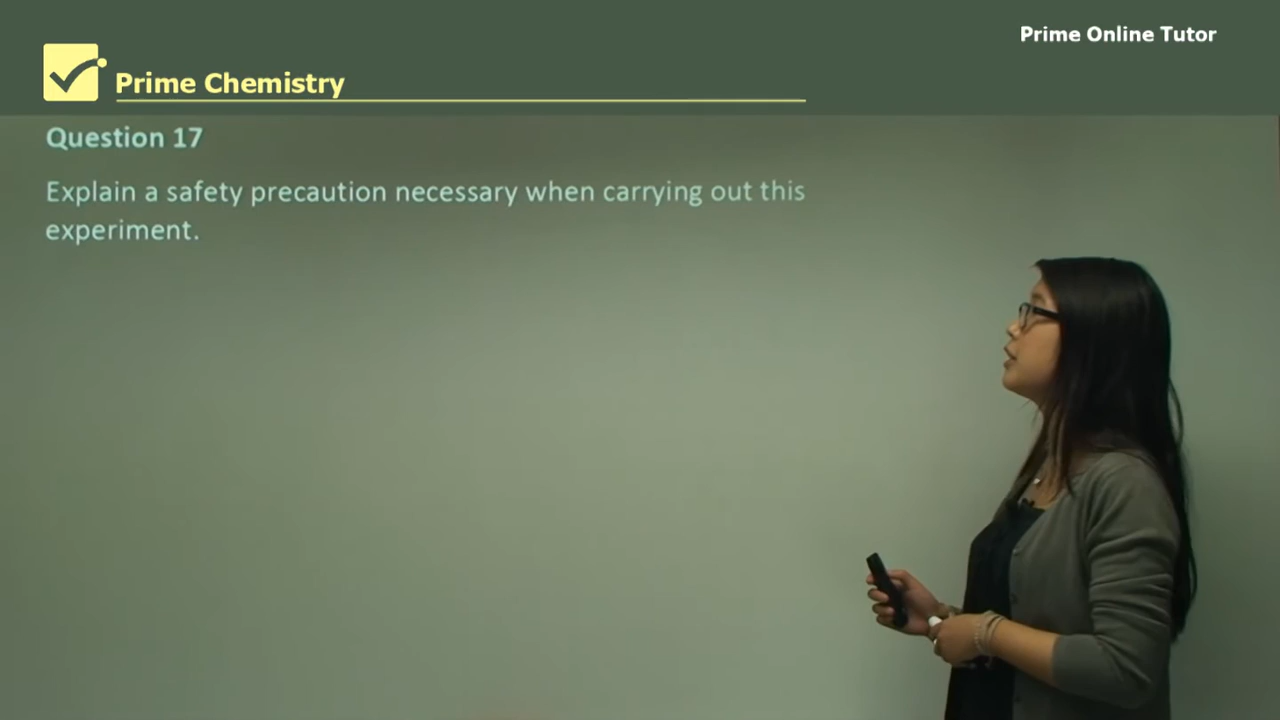 Prime Online Tutor
Prime Chemistry
Question 17
Explain a safety precaution necessary when carrying out this
experiment.